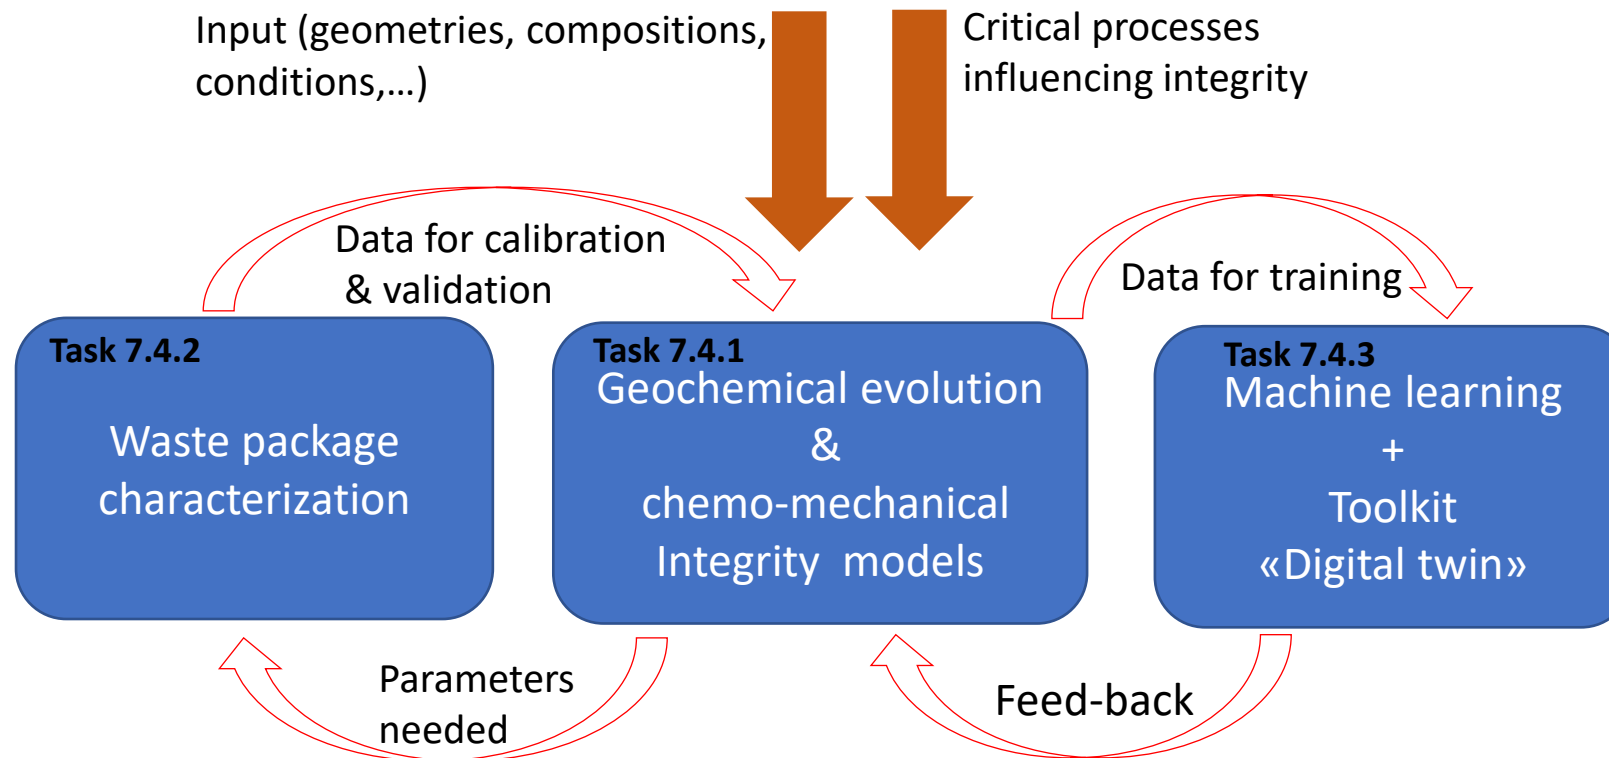 Input (geometries, compositions,
conditions,…)
Critical processes
influencing integrity
Data for calibration
& validation
Data for training
Task 7.4.2
Waste package
characterization
Task 7.4.1
Geochemical evolution
&
chemo-mechanical
Integrity models
Task 7.4.3
Machine learning
+
Toolkit
«Digital twin»
Parameters
needed
Feed-back